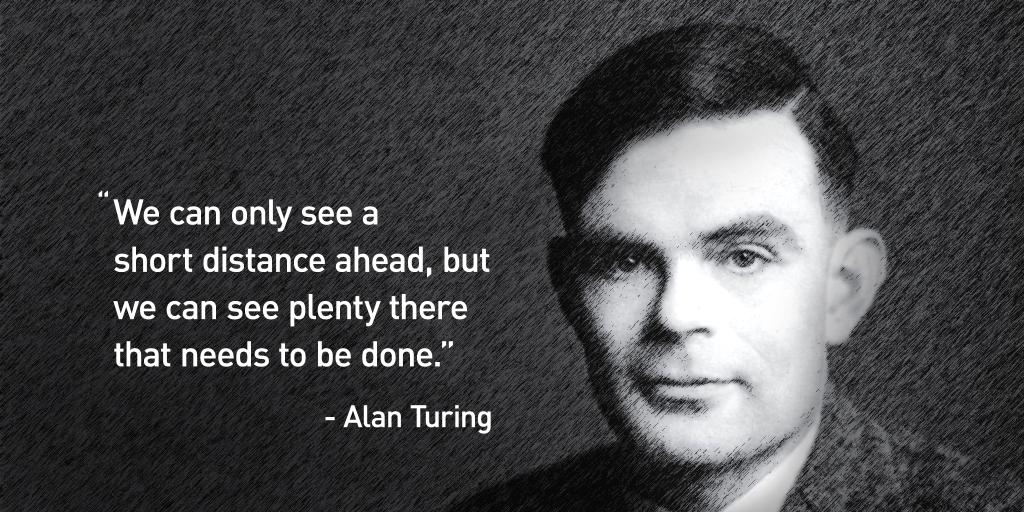 “We can only see a
short distance ahead, but
we can see plenty there
that needs to be done.”
- Alan Turing